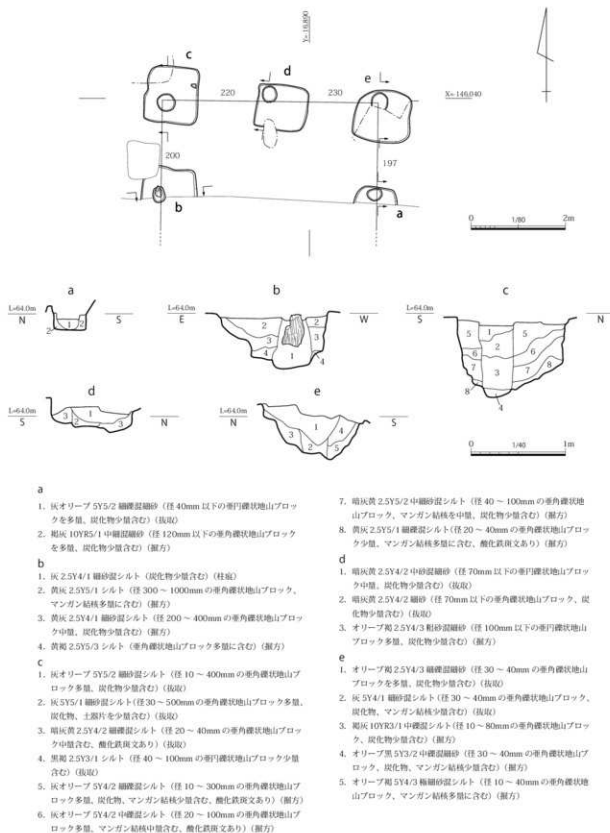 Y=-16,890
c
d
e
220
230
X=-146,040
200
197
b
a
0 1/80 2m
a
L=64.0m
N S
1 2
2
b
L=64.0m
E W
2 2
3 3
4 1 4
c
L=64.0m
S N
5 1 5
2
6 6
7 3 7
8 8
4
d
L=64.0m
S N
3 1
2 3
e
L=64.0m
N S
1 4
3 2 5
0 1/40 1m
a
1. 灰オリーブ 5Y5/2 細礫混細砂（径 40mm 以下の亜円礫状地山ブロッ
クを多量、炭化物少量含む）（抜取）
2. 褐灰 10YR5/1 中細混細砂（径 120mm 以下の亜角礫状地山ブロック
を多量、炭化物少量含む）（掘方）
b
1. 灰 2.5Y4/1 細砂混シルト（炭化物少量含む）（柱痕）
2. 黄灰 2.5Y5/1 シルト（径 300 ～ 1000mm の亜角礫状地山ブロック、
マンガン結核多量に含む）（掘方）
3. 黄灰 2.5Y4/1 細砂混シルト（径 200 ～ 400mm の亜角礫状地山ブロッ
ク中量、炭化物少量含む）（掘方）
4. 黄褐 2.5Y5/3 シルト（亜角礫状地山ブロック多量に含む）（掘方）
c
1. 灰オリーブ 5Y5/2 細砂混シルト（径 10 ～ 400mm の亜角礫状地山ブ
ロック多量、炭化物少量含む）（抜取）
2. 灰 5Y5/1 細砂混シルト（径 30 ～ 500mm の亜角礫状地山ブロック多量、
炭化物、土器片を少量含む）（抜取）
3. 暗灰黄 2.5Y4/2 細礫混シルト（径 20 ～ 40mm の亜角礫状地山ブロッ
ク中量含む、酸化鉄斑文あり）（抜取）
4. 黒褐 2.5Y3/1 シルト（径 40 ～ 100mm の亜円礫状地山ブロック少量
含む）（抜取）
5. 灰オリーブ 5Y4/2 細砂混シルト（径 10 ～ 300mm の亜角礫状地山ブ
ロック多量、炭化物、マンガン結核少量含む、酸化鉄斑文あり）（掘方）
6. 灰オリーブ 5Y4/2 中礫混シルト（径 20 ～ 100mm の亜角礫状地山ブ
ロック多量、マンガン結核中量含む、酸化鉄斑文あり）（掘方）
7. 暗灰黄 2.5Y5/2 中細砂混シルト（径 40 ～ 100mm の亜角礫状地
山ブロック、マンガン結核を中量、炭化物少量含む）（掘方）
8. 黄灰 2.5Y5/1 細礫混シルト（径 20 ～ 40mm の亜角礫状地山ブロッ
ク少量、マンガン結核多量に含む、酸化鉄斑文あり）（掘方）
d
1. 暗灰黄 2.5Y4/2 中細砂（径 70mm 以下の亜円礫状地山ブロッ
ク中量、炭化物少量含む）（抜取）
2. 暗灰黄 2.5Y4/2 細砂（径 70mm 以下の亜角礫状地山ブロック、炭
化物少量含む）（抜取）
3. オリーブ褐 2.5Y4/3 粗砂混シルト（径 100mm 以下の亜円礫状地山
ブロック多量、炭化物少量含む）（掘方）
e
1. オリーブ褐 2.5Y4/3 細礫混細砂（径 30 ～ 40mm の亜角礫状地山
ブロックを多量、炭化物少量含む）（抜取）
2. 灰 5Y4/1 細砂混シルト（径 30 ～ 40mm の亜角礫状地山ブロック、
炭化物、マンガン結核少量含む）（抜取）
3. 褐灰 10YR3/1 中礫混シルト（径 10 ～ 80mm の亜角礫状地山ブロッ
ク、炭化物少量含む）（掘方）
4. オリーブ黒 5Y3/2 中礫混細砂（径 30 ～ 40mm の亜角礫状地山ブ
ロック、炭化物、マンガン結核少量含む）（掘方）
5. オリーブ褐 5Y4/3 極細砂混シルト（径 10 ～ 40mm の亜角礫状地
山ブロック、マンガン結核多量に含む）（掘方）